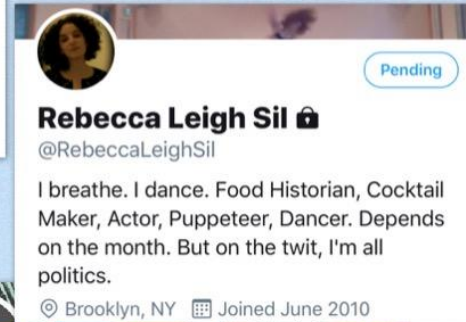 Pending
Rebecca Leigh Sil
@RebeccaLeighSil
I breathe. I dance. Food Historian, Cocktail
Maker, Actor, Puppeteer, Dancer. Depends
on the month. But on the twit, I'm all
politics.
Brooklyn, NY Joined June 2010